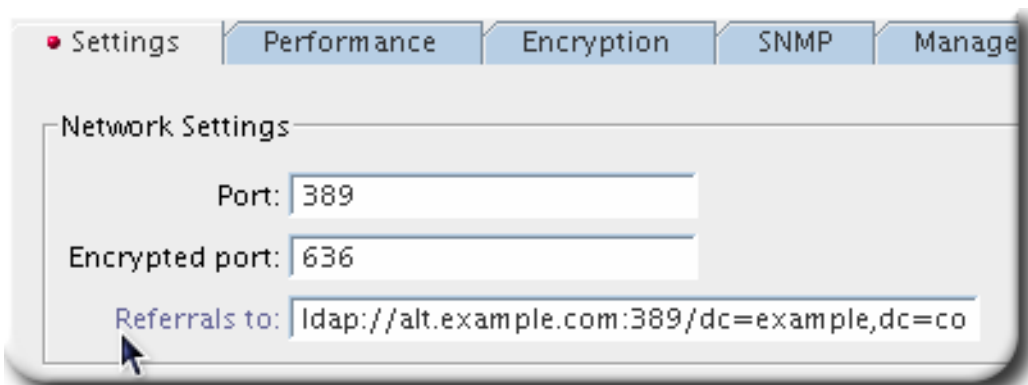 Settings Performance Encryption SNMP Manage
Network Settings
Port: 389
Encrypted port: 636
Referrals to: ldap://alt.example.com:389/dc=example,dc=co